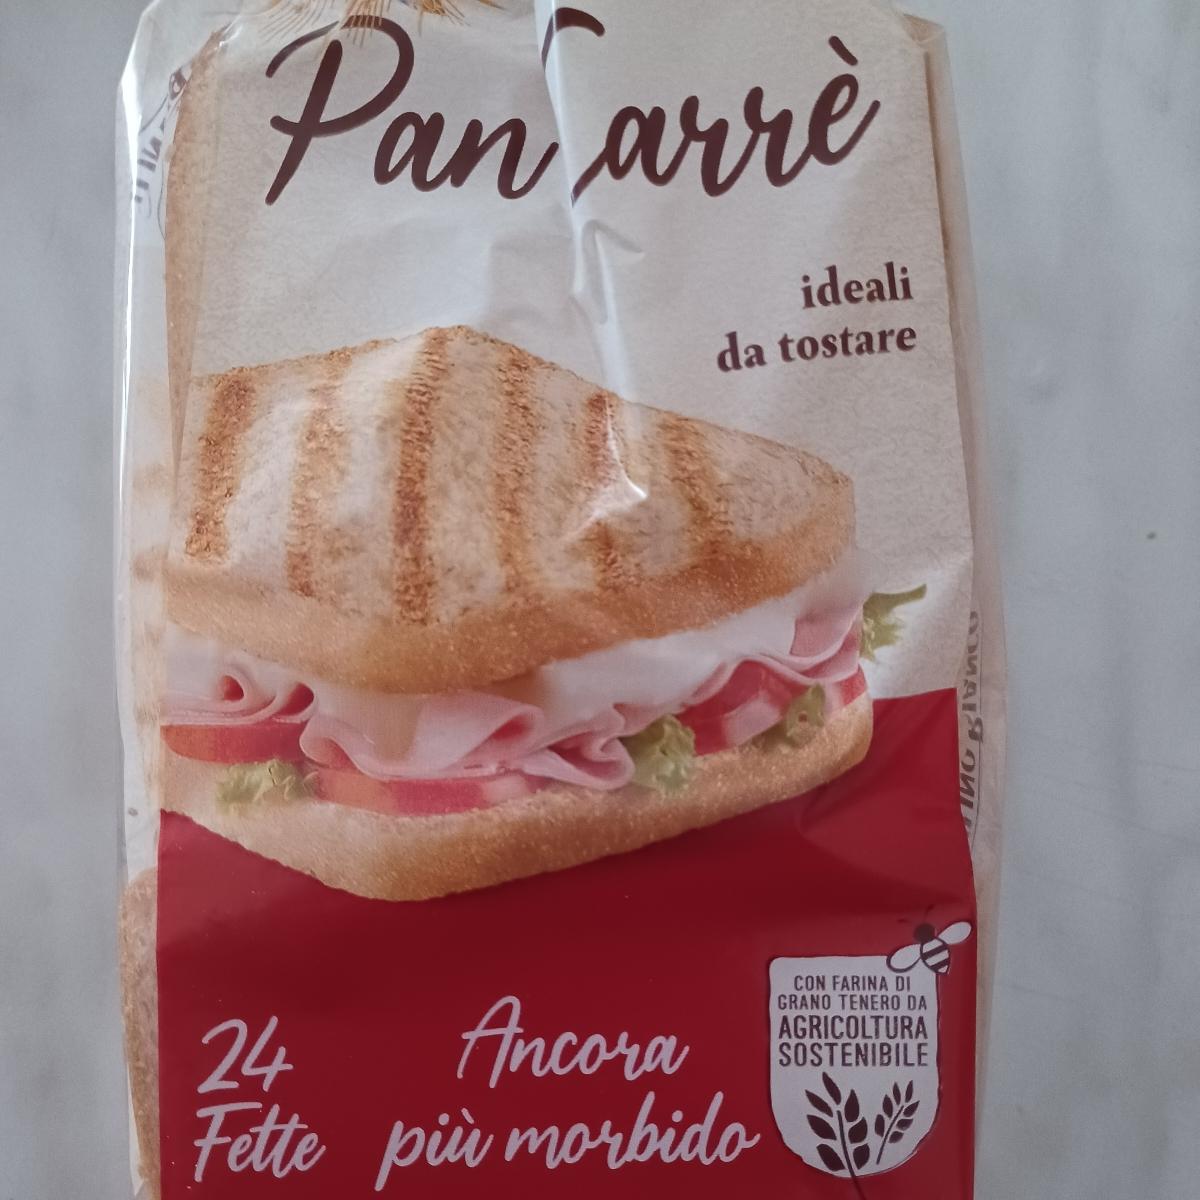 PanCarrè
ideali
da tostare
24
Fette
Ancora
più morbido
CON FARINA DI
GRANO TENERO DA
AGRICOLTURA
SOSTENIBILE